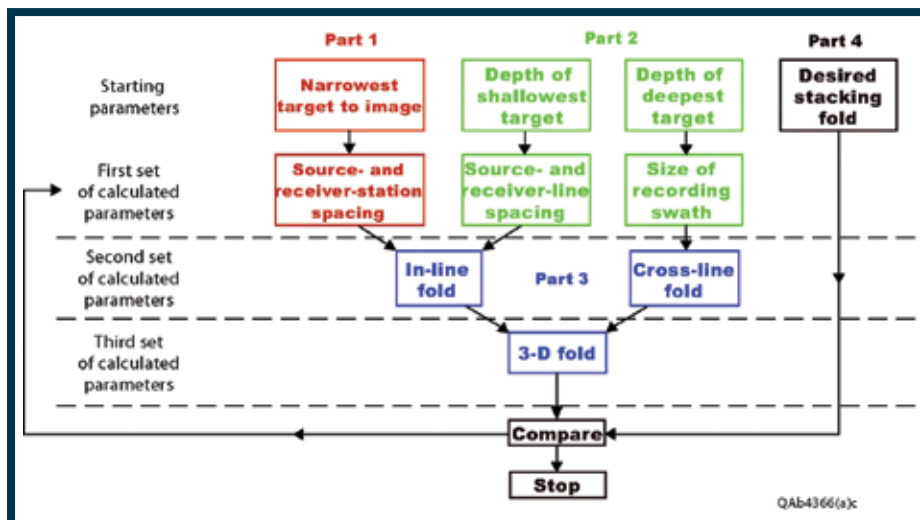 Part 1
Part 2
Part 4
Starting
parameters
Narrowest
target to image
Depth of
shallowest
target
Depth of
deepest
target
Desired
stacking
fold
First set
of calculated
parameters
Source- and
receiver-station
spacing
Source- and
receiver-line
spacing
Size of
recording
swath
Second set
of calculated
parameters
In-line
fold
Part 3
Cross-line
fold
Third set
of calculated
parameters
3-D fold
Compare
Stop
QAb4366(a)c